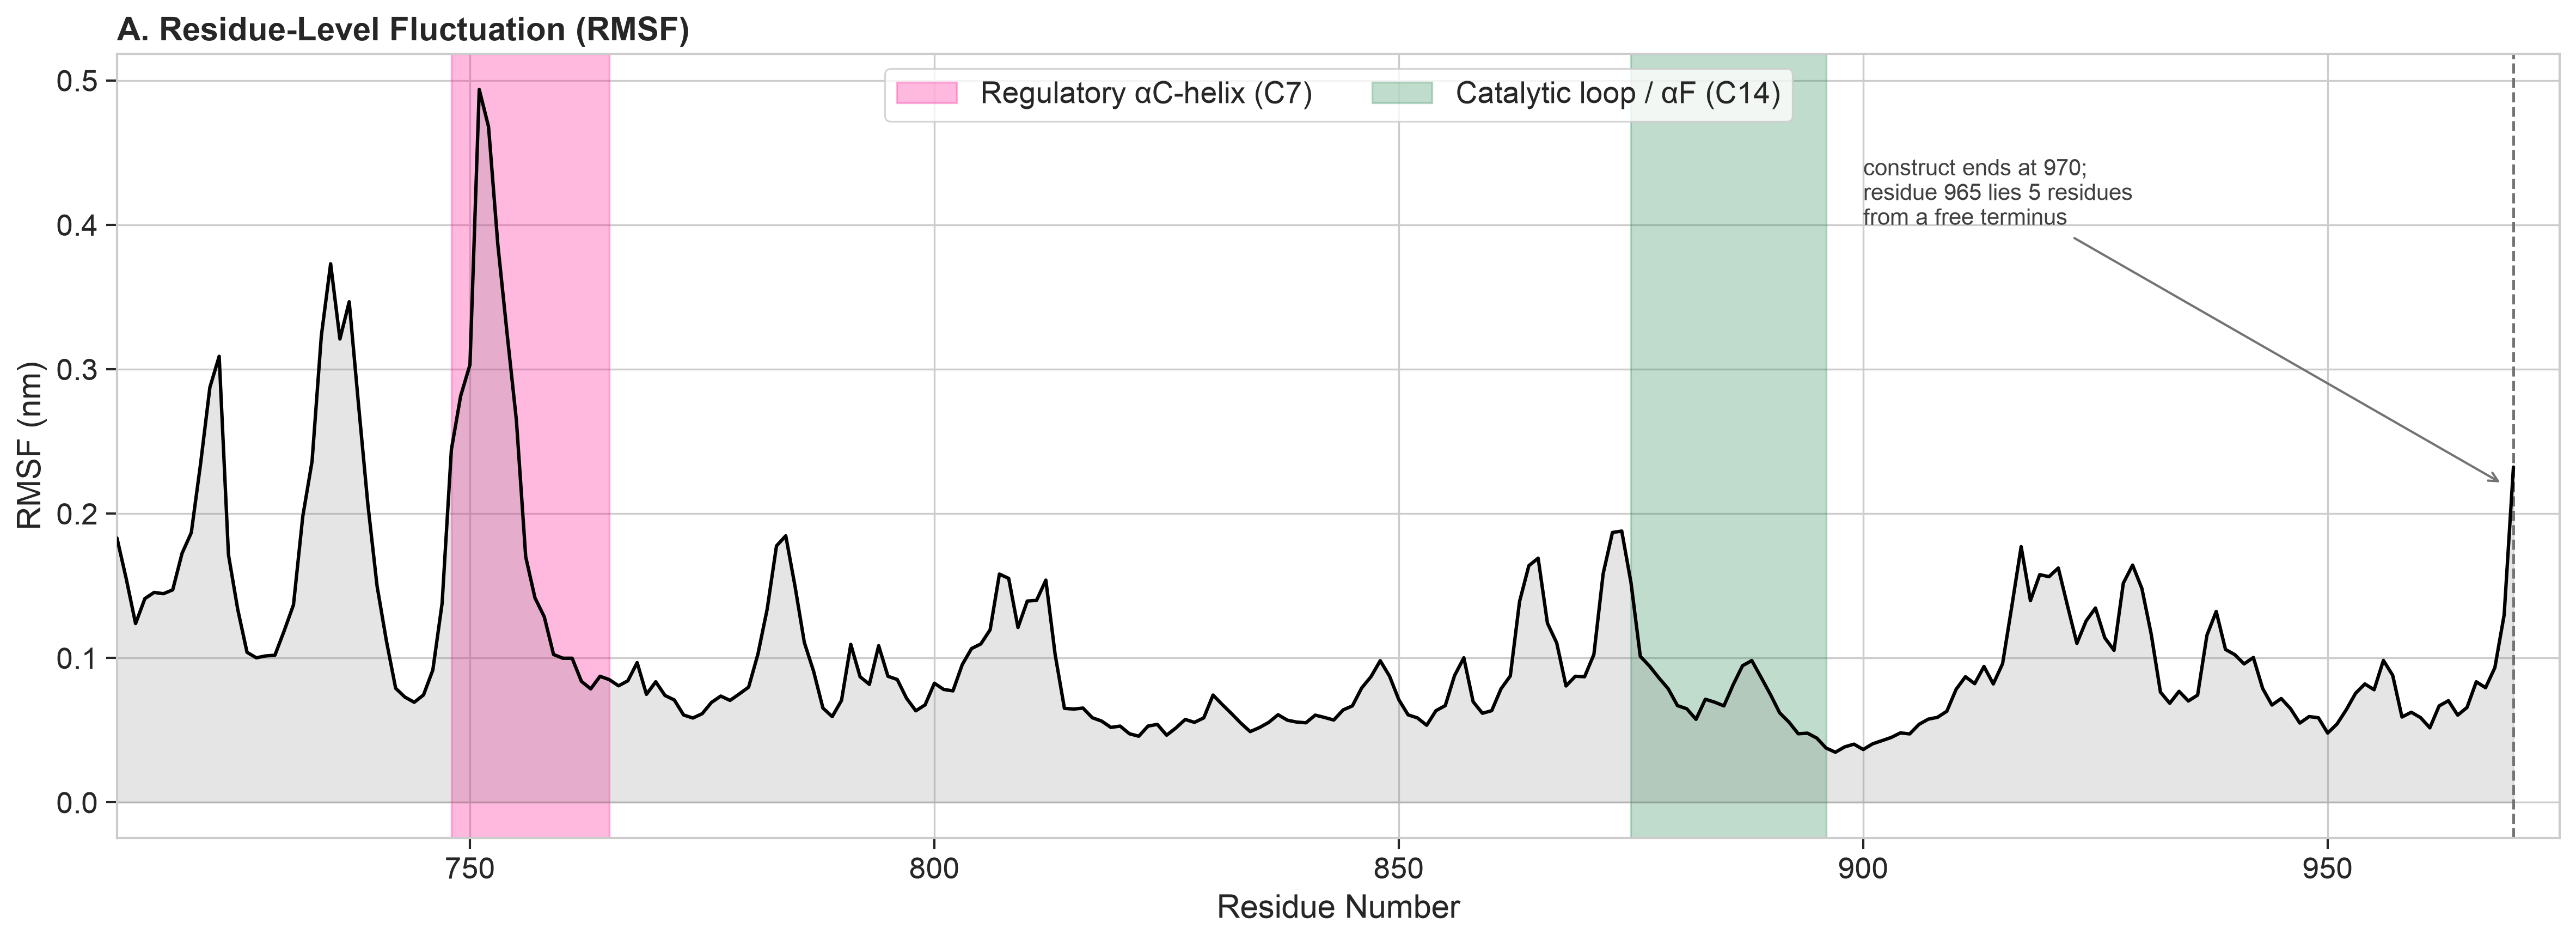 A. Residue-Level Fluctuation (RMSF)
Regulatory αC-helix (C7)
Catalytic loop / αF (C14)
construct ends at 970;
residue 965 lies 5 residues
from a free terminus
RMSF (nm)
0.5
0.4
0.3
0.2
0.1
0.0
750
800
850
900
950
Residue Number